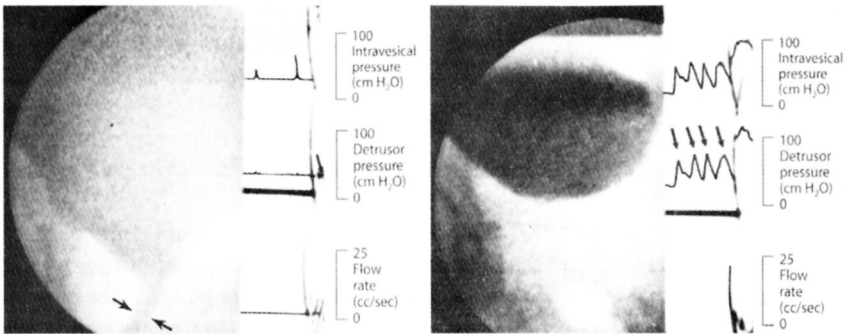 100
Intravesical
pressure
(cm H₂O)
0
100
Detrusor
pressure
(cm H₂O)
0
25
Flow
rate
(cc/sec)
0
100
Intravesical
pressure
(cm H₂O)
0
100
Detrusor
pressure
(cm H₂O)
0
25
Flow
rate
(cc/sec)
0